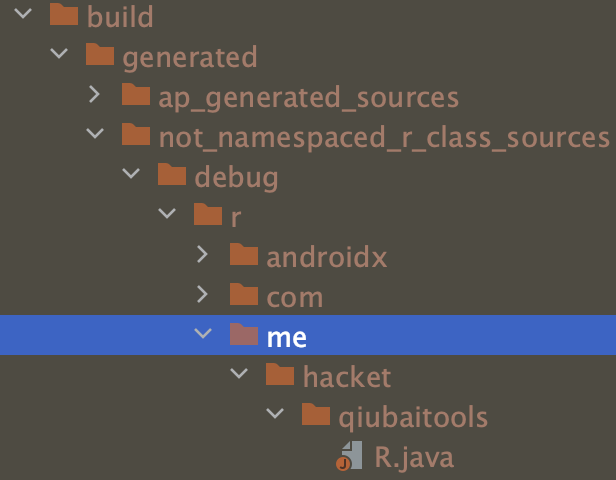 build
generated
ap_generated_sources
not_namespaced_r_class_sources
debug
r
androidx
com
me
hacket
qiubaitools
R.java